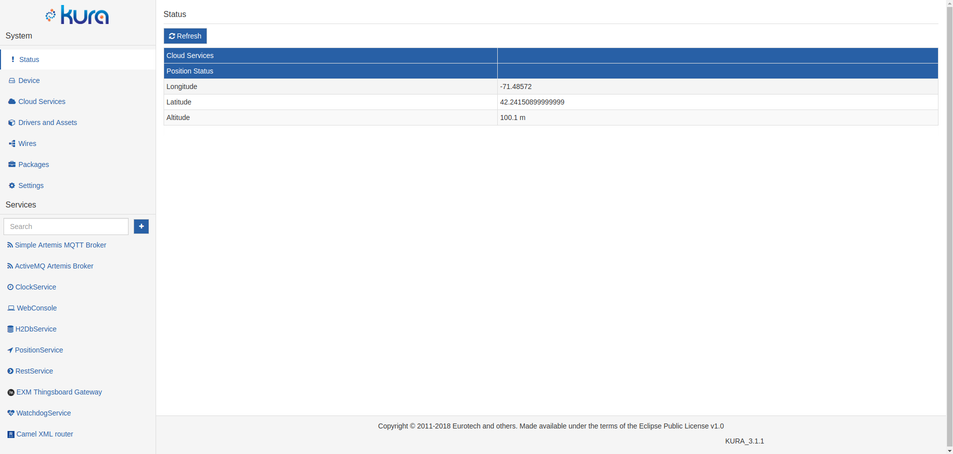 kura
System
Status
Device
Cloud Services
Drivers and Assets
Wires
Packages
Settings
Services
Search
Simple Artemis MQTT Broker
ActiveMQ Artemis Broker
ClockService
WebConsole
H2DbService
PositionService
RestService
EXM Thingsboard Gateway
WatchdogService
Camel XML router
Status
Refresh
Cloud Services
Position Status
Longitude -71.48572
Latitude 42.24150899999999
Altitude 100.1 m
Copyright © 2011-2018 Eurotech and others. Made available under the terms of the Eclipse Public License v1.0
KURA_3.1.1